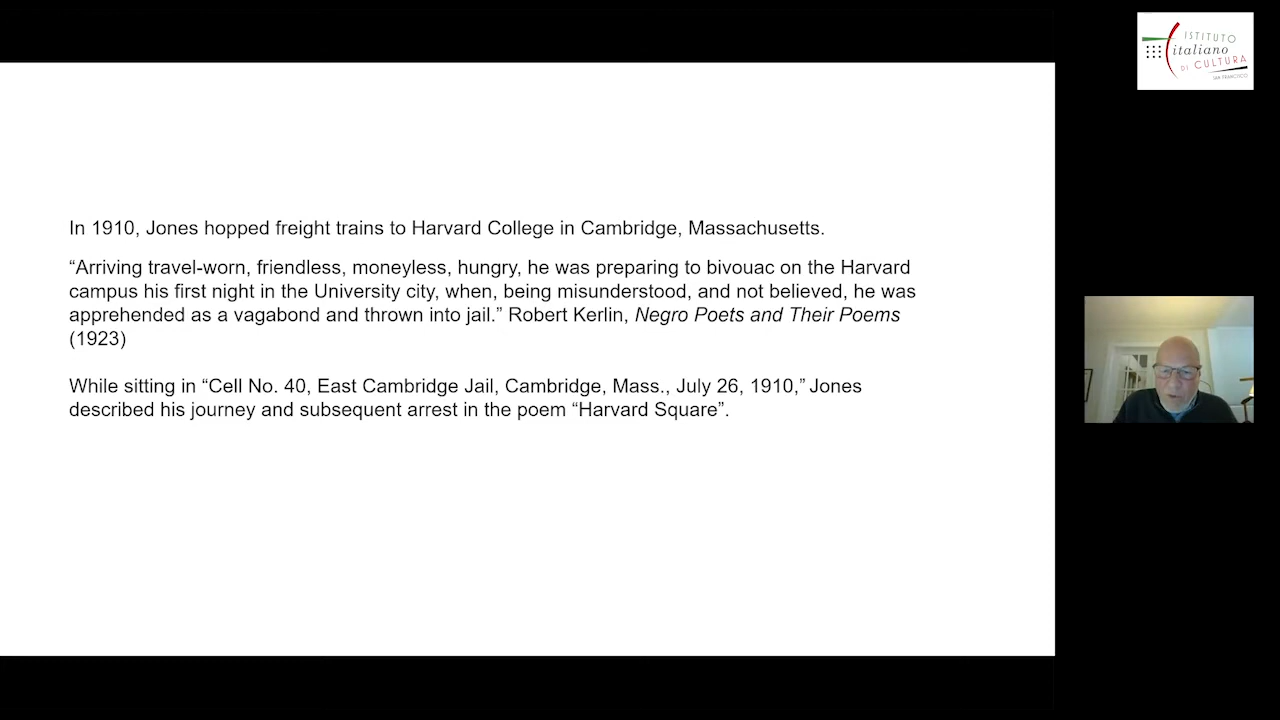 In 1910, Jones hopped freight trains to Harvard College in Cambridge, Massachusetts.
“Arriving travel-worn, friendless, moneyless, hungry, he was preparing to bivouac on the Harvard
campus his first night in the University city, when, being misunderstood, and not believed, he was
apprehended as a vagabond and thrown into jail.” Robert Kerlin, Negro Poets and Their Poems
(1923)
While sitting in “Cell No. 40, East Cambridge Jail, Cambridge, Mass., July 26, 1910,” Jones
described his journey and subsequent arrest in the poem “Harvard Square”.
ISTITUTO
italiano
DI CULTURA
SAN FRANCISCO